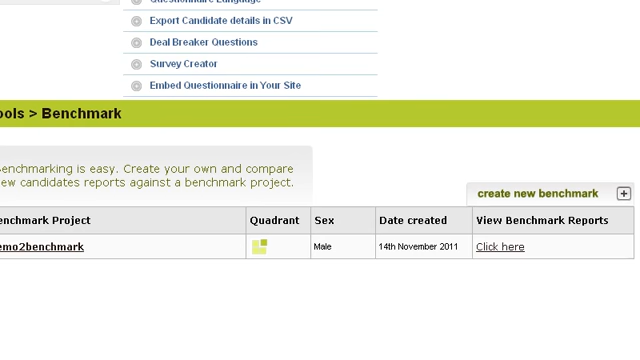 Questionnaire Language
Export Candidate details in CSV
Deal Breaker Questions
Survey Creator
Embed Questionnaire in Your Site
ools > Benchmark
enchmarking is easy. Create your own and compare
ew candidates reports against a benchmark project.
create new benchmark
enchmark Project Quadrant Sex Date created View Benchmark Reports
emo2benchmark Male 14th November 2011 Click here